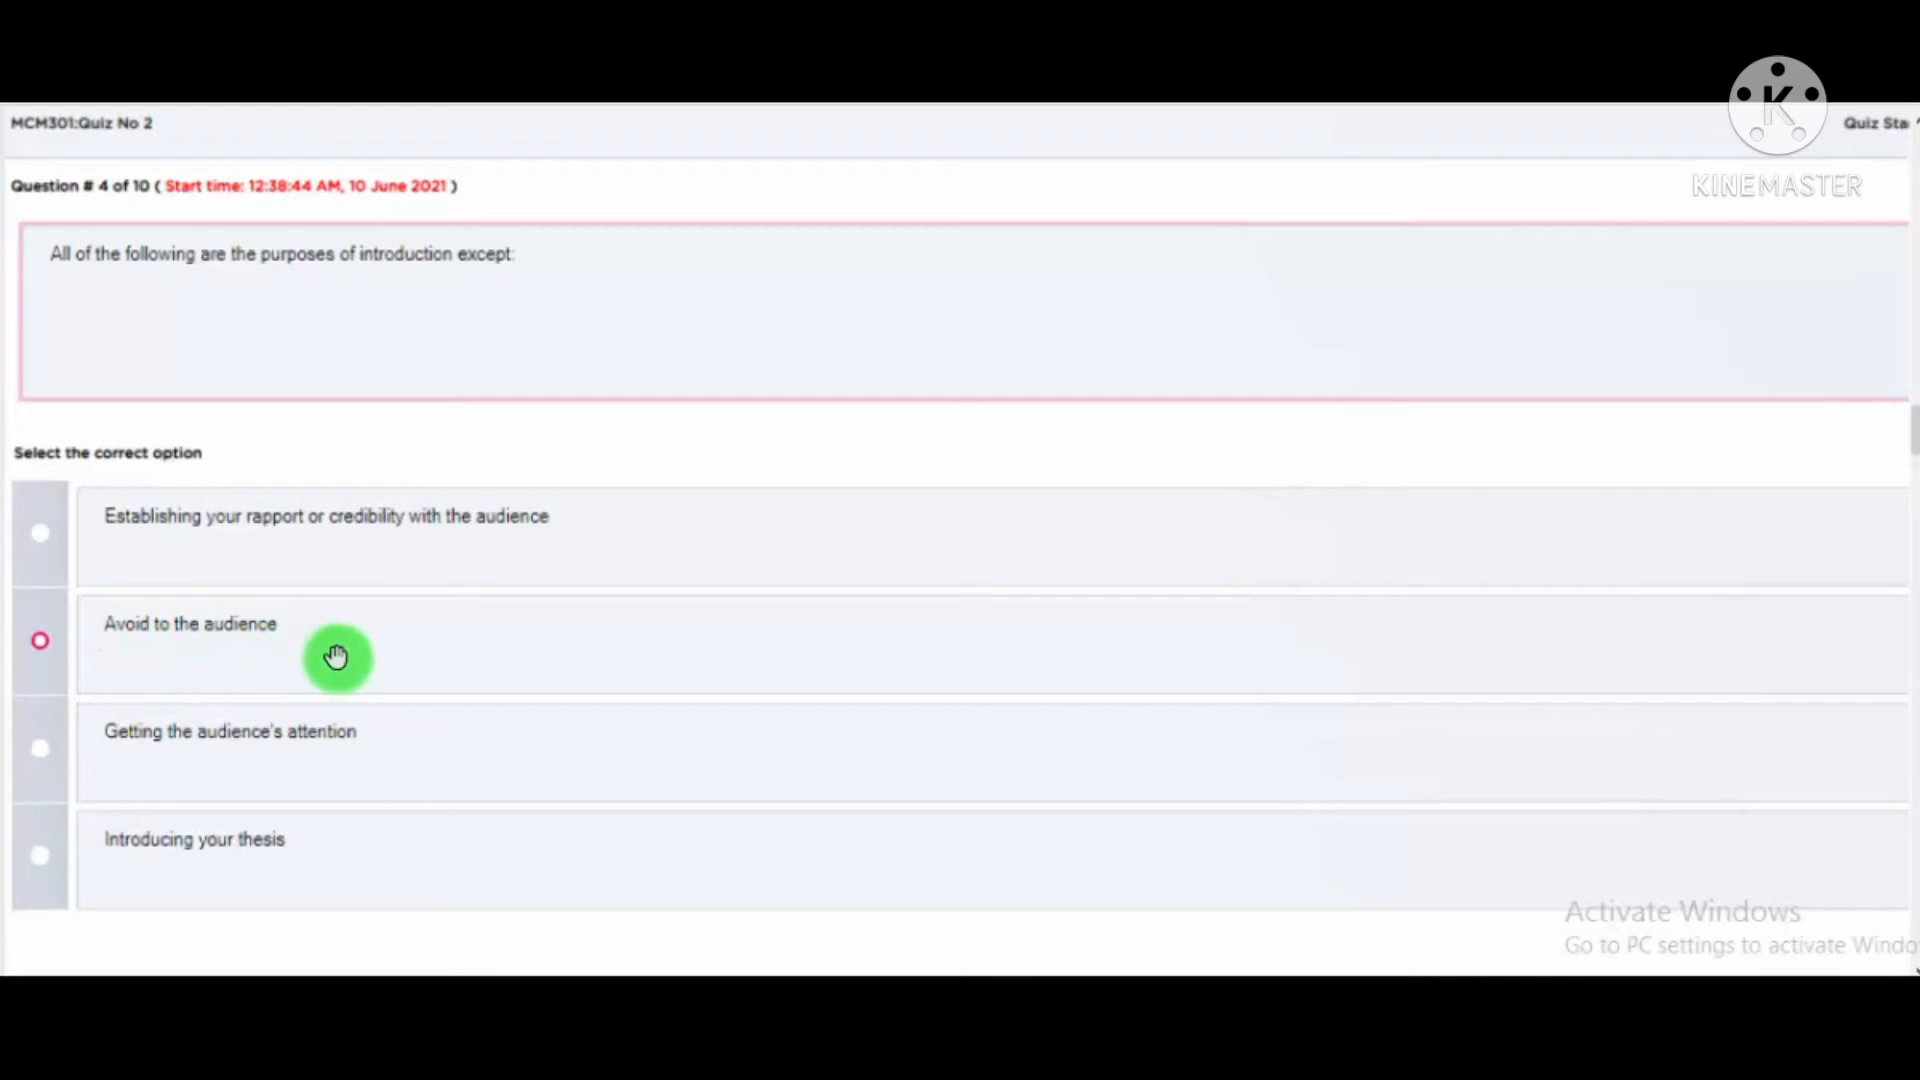 K
KINEMASTER
MCM301:Quiz No 2
Quiz Sta
Question # 4 of 10 ( Start time: 12:38:44 AM, 10 June 2021 )
All of the following are the purposes of introduction except:
Select the correct option
Establishing your rapport or credibility with the audience
Avoid to the audience
Getting the audience's attention
Introducing your thesis
Activate Windows
Go to PC settings to activate Windo